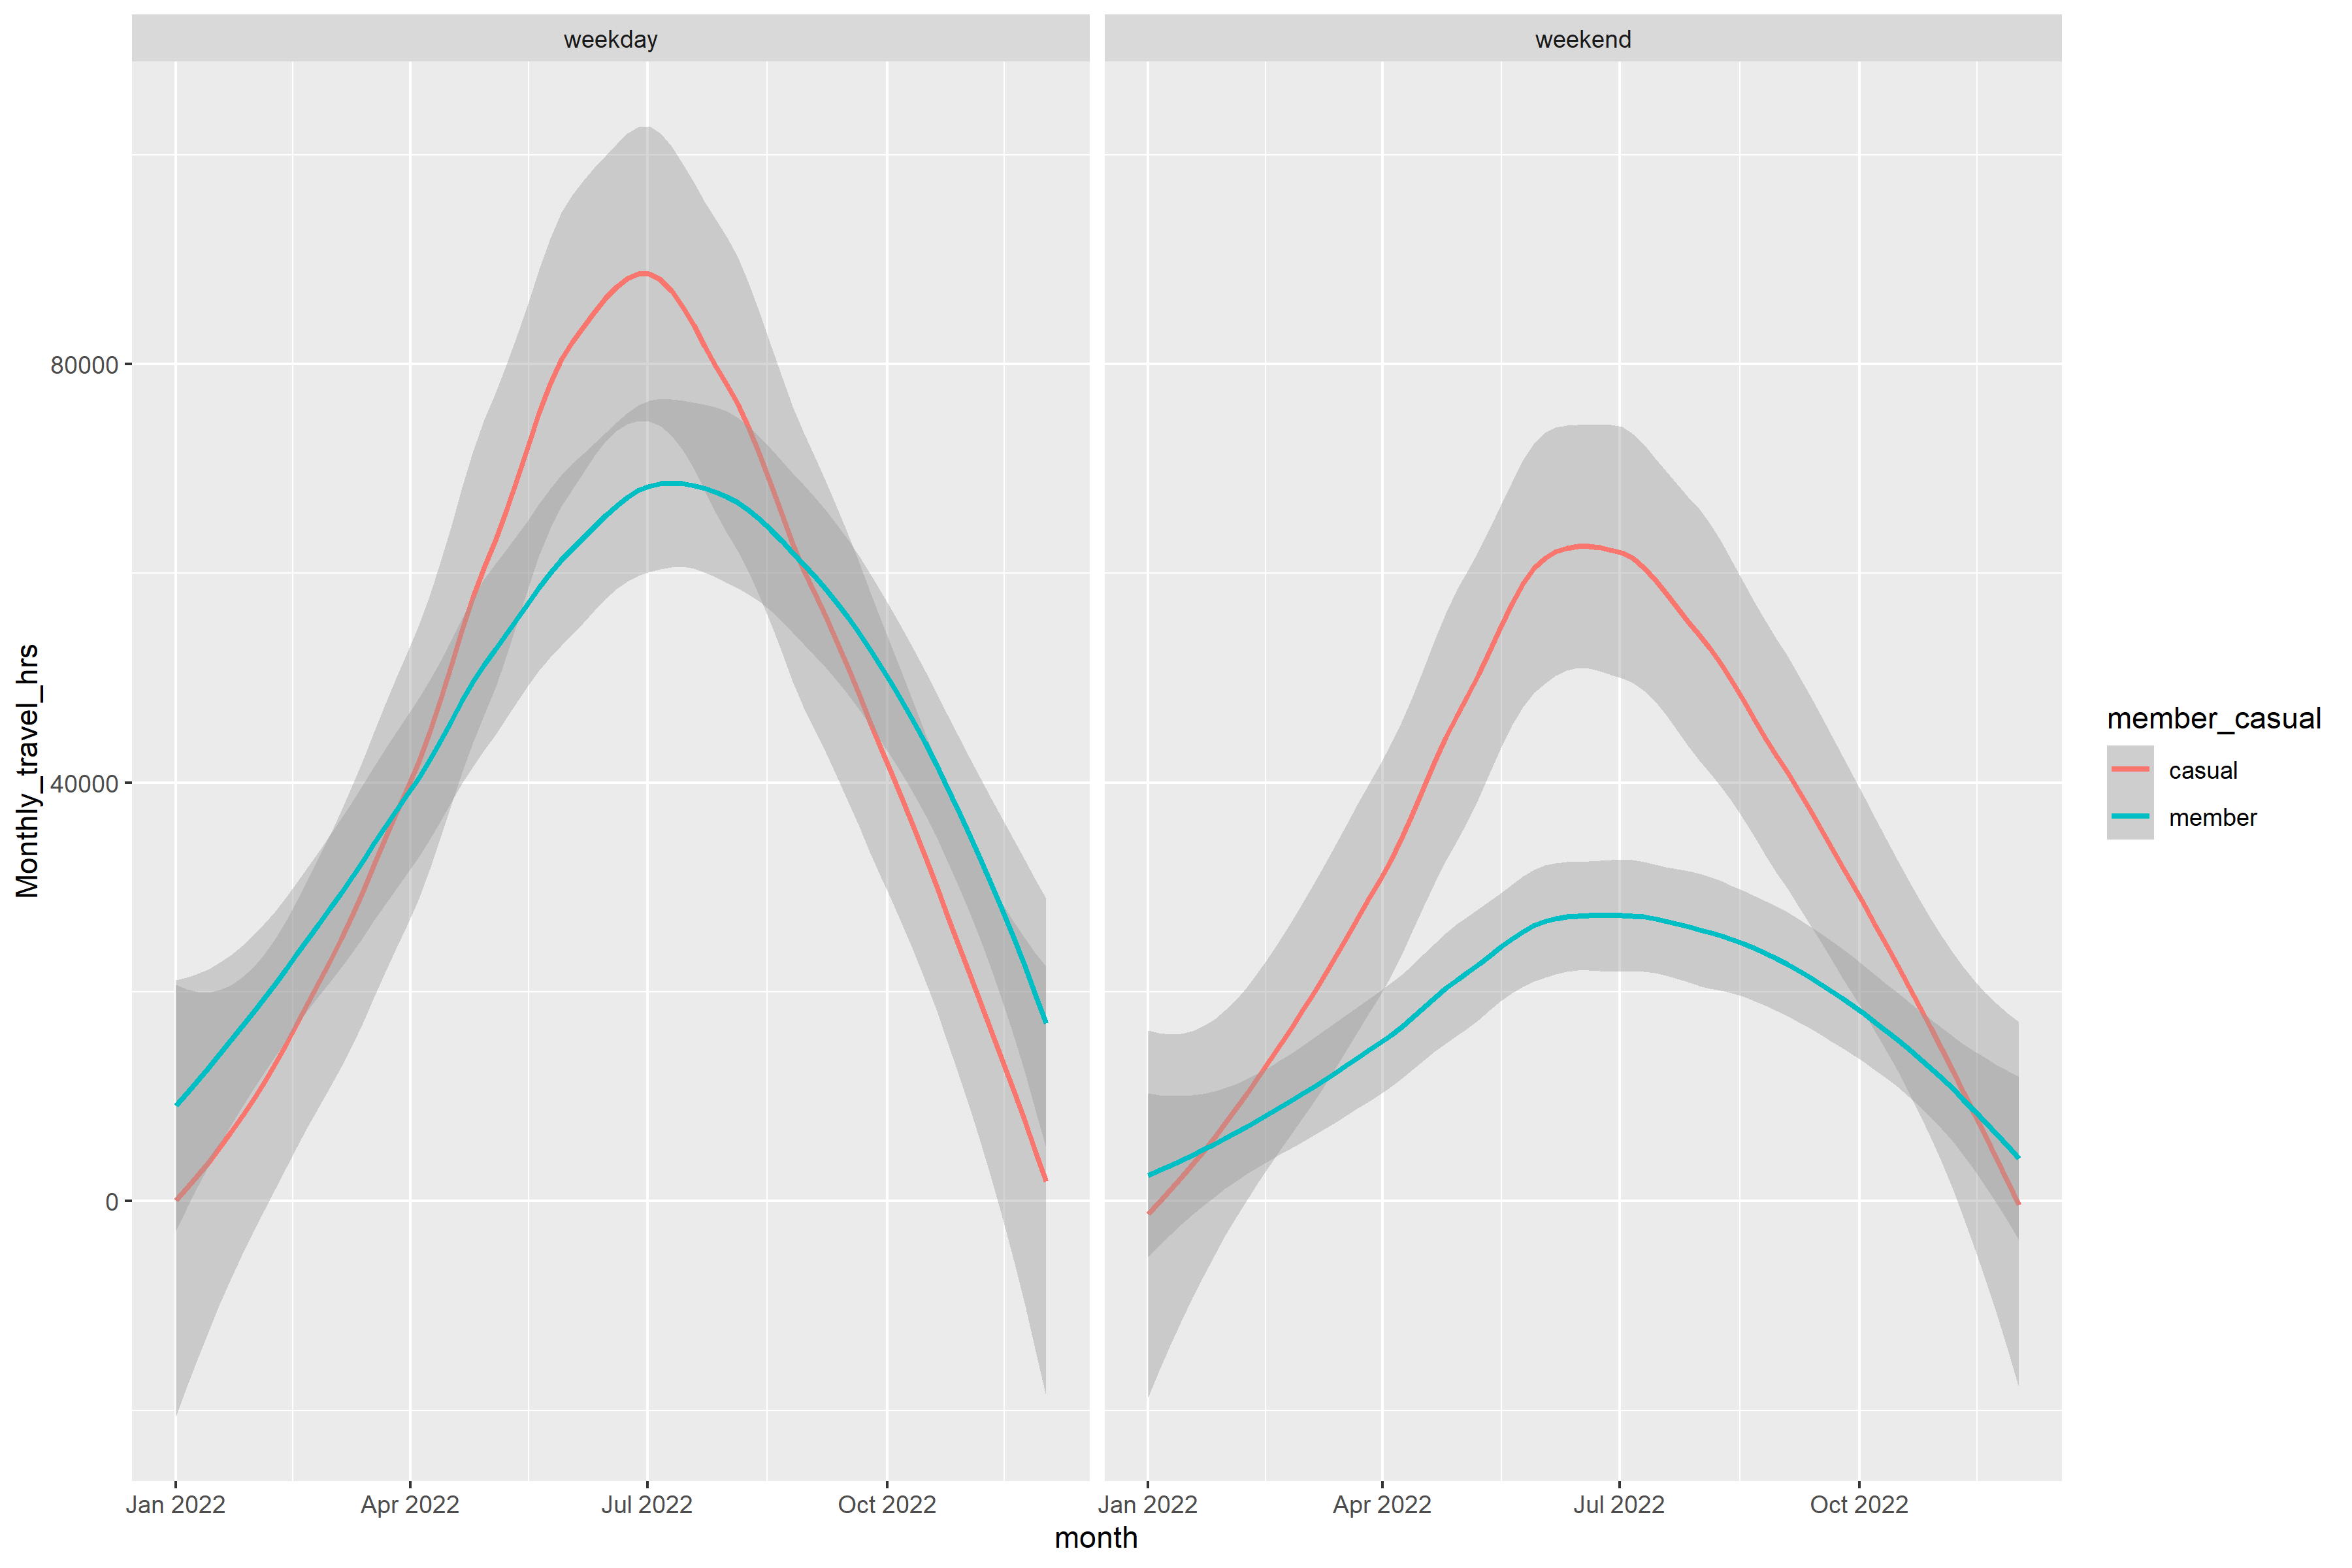 weekday
weekend
Monthly_travel_hrs
80000
40000
0
Jan 2022
Apr 2022
Jul 2022
Oct 2022
Jan 2022
Apr 2022
Jul 2022
Oct 2022
month
member_casual
casual
member